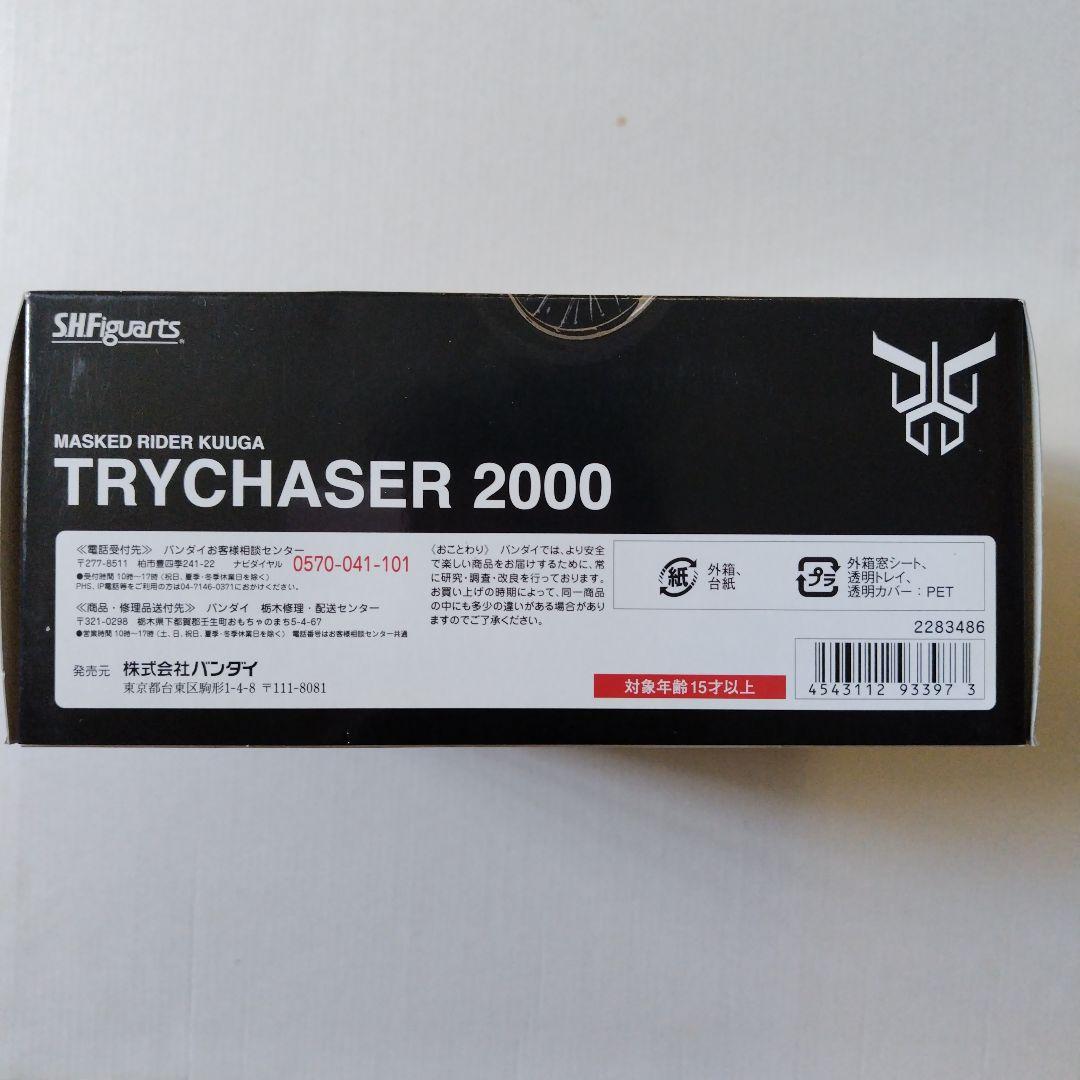 S.H.Figuarts®
MASKED RIDER KUUGA
TRYCHASER 2000
≪電話受付先≫ バンダイお客様相談センター
〒277-8511 柏市豊四季241-22 ナビダイヤル 0570-041-101
●受付時間 10時〜17時(祝日、夏季・冬季休業日を除く)
PHS、IP電話等をご利用の方は04-7146-0371におかけください。
≪商品・修理品送付先≫ バンダイ 栃木修理・配送センター
〒321-0298 栃木県下都賀郡壬生町おもちゃのまち5-4-67
●営業時間 10時〜17時(土、日、祝日、夏季・冬季休業日を除く) 電話番号はお客様相談センター共通
発売元 株式会社バンダイ
東京都台東区駒形1-4-8 〒111-8081
《おことわり》 バンダイでは、より安全
で楽しい商品をお届けするために、常
に研究・調査・改良を行っております。
お買い上げの時期によって、同一商品
の中にも多少の違いがある場合があり
ますのでご了承ください。
紙 外箱、
台紙
プラ 外箱窓シート、
透明トレイ、
透明カバー:PET
2283486
対象年齢15才以上
4543112 93397 3